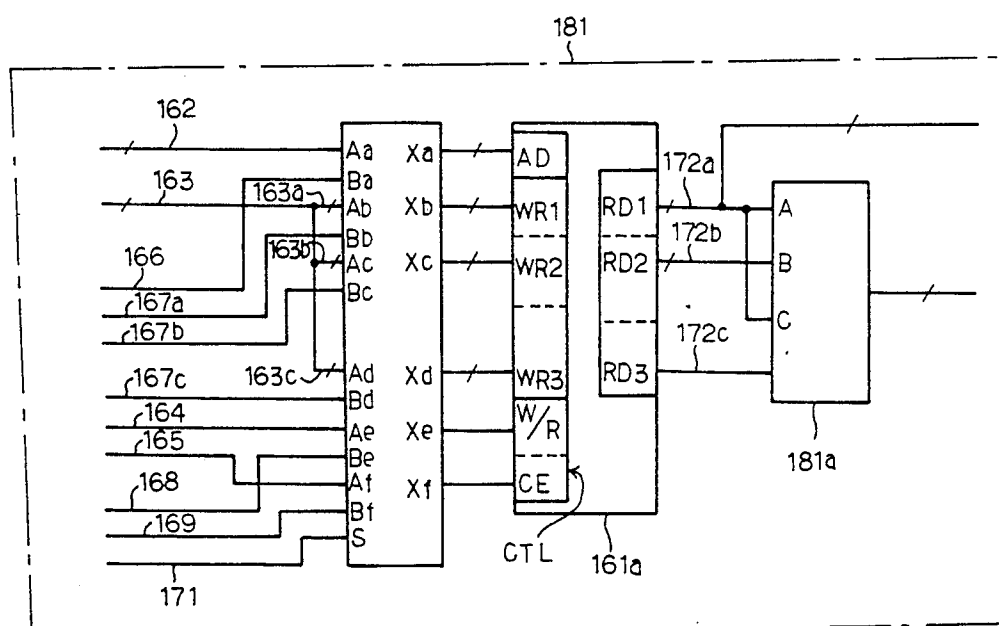 181
162
163
163a
163b
166
167a
167b
163c
167c
164
165
168
169
171
Aa
Ba
Ab
Bb
Ac
Bc
Ad
Bd
Ae
Be
Af
Bf
S
Xa
Xb
Xc
Xd
Xe
Xf
AD
WR1
WR2
WR3
W/R
CE
CTL
161a
RD1
RD2
RD3
172a
172b
172c
A
B
C
181a